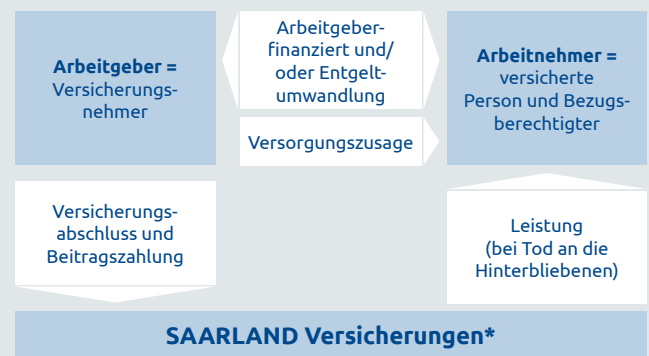 Arbeitgeber =
Versicherungs-
nehmer
Arbeitgeber-
finanziert und/
oder Entgelt-
umwandlung
Versorgungszusage
Arbeitnehmer =
versicherte
Person und Bezugs-
berechtigter
Versicherungs-
abschluss und
Beitragszahlung
Leistung
(bei Tod an die
Hinterbliebenen)
SAARLAND Versicherungen*